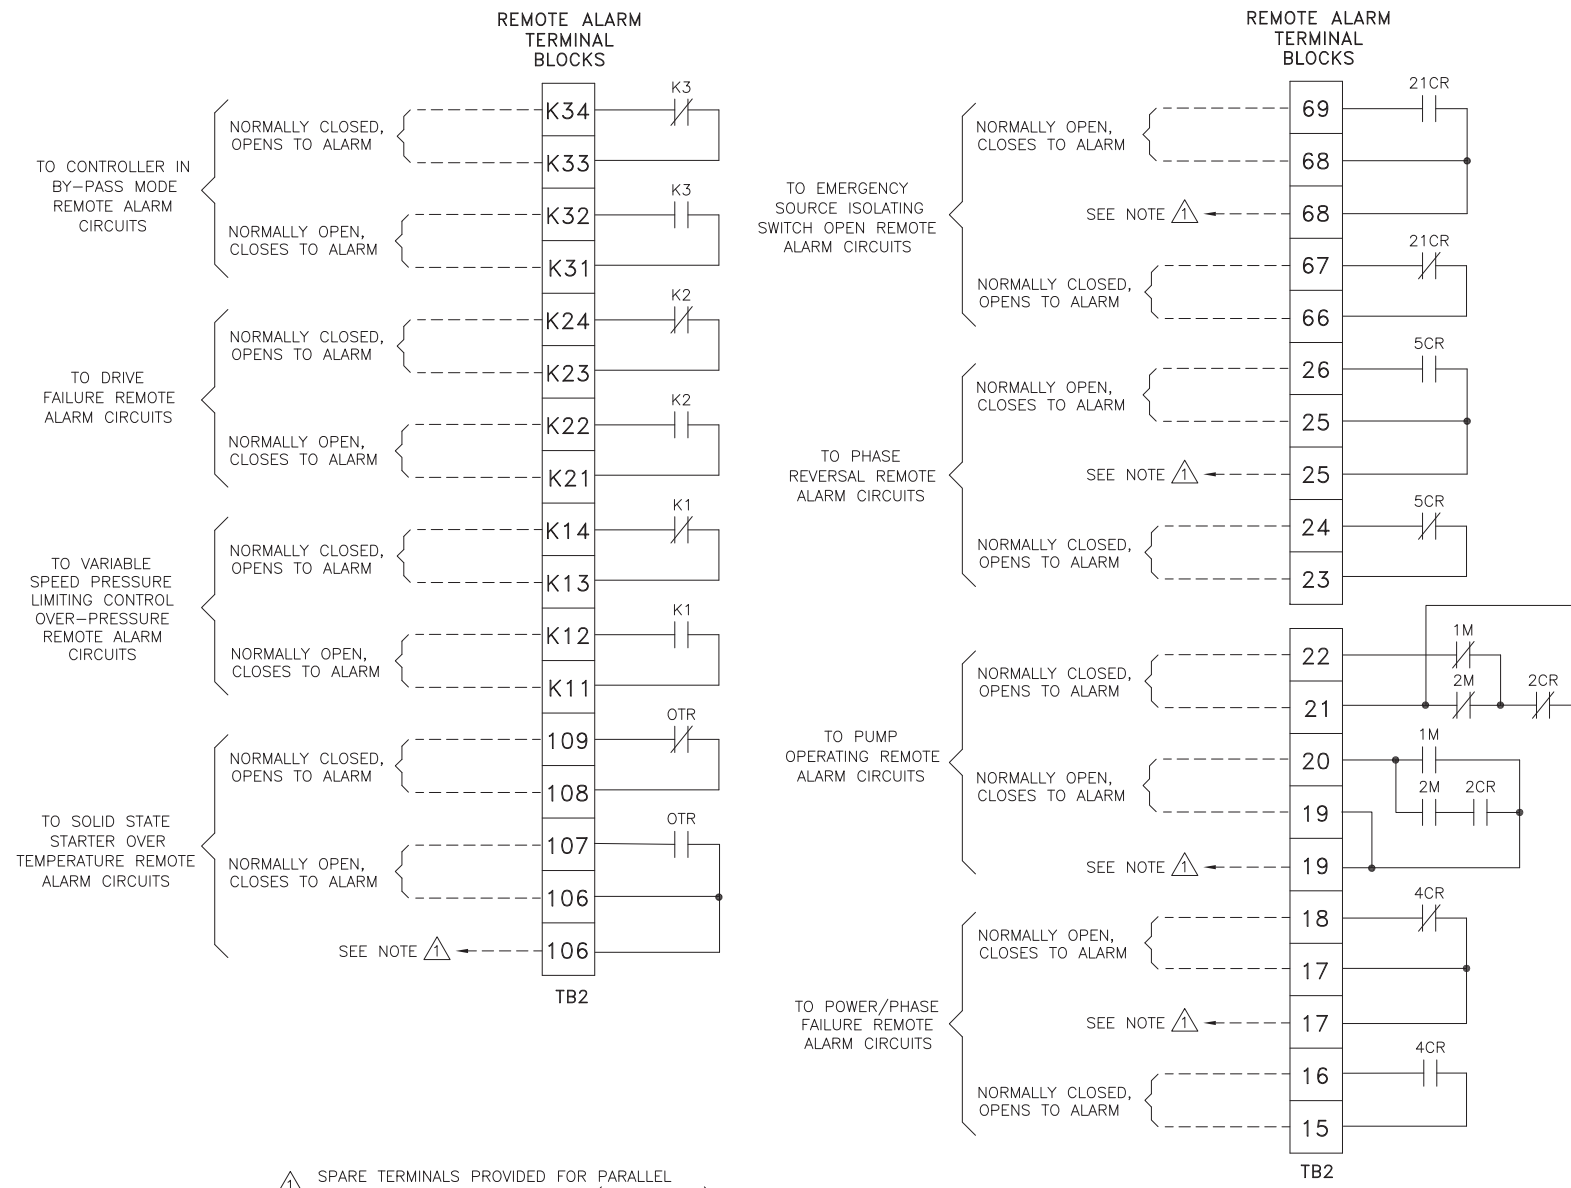 REMOTE ALARM
TERMINAL
BLOCKS
TO CONTROLLER IN
BY-PASS MODE
REMOTE ALARM
CIRCUITS
NORMALLY CLOSED,
OPENS TO ALARM
K34
K3
K33
NORMALLY OPEN,
CLOSES TO ALARM
K32
K3
K31
TO DRIVE
FAILURE REMOTE
ALARM CIRCUITS
NORMALLY CLOSED,
OPENS TO ALARM
K24
K2
K23
NORMALLY OPEN,
CLOSES TO ALARM
K22
K2
K21
TO VARIABLE
SPEED PRESSURE
LIMITING CONTROL
OVER-PRESSURE
REMOTE ALARM
CIRCUITS
NORMALLY CLOSED,
OPENS TO ALARM
K14
K1
K13
NORMALLY OPEN,
CLOSES TO ALARM
K12
K1
K11
TO SOLID STATE
STARTER OVER
TEMPERATURE REMOTE
ALARM CIRCUITS
NORMALLY CLOSED,
OPENS TO ALARM
109
OTR
108
NORMALLY OPEN,
CLOSES TO ALARM
107
OTR
106
SEE NOTE 1
106
TB2
1 SPARE TERMINALS PROVIDED FOR PARALLEL
REMOTE ALARM
TERMINAL
BLOCKS
TO EMERGENCY
SOURCE ISOLATING
SWITCH OPEN REMOTE
ALARM CIRCUITS
NORMALLY OPEN,
CLOSES TO ALARM
69
21CR
68
SEE NOTE 1
68
NORMALLY CLOSED,
OPENS TO ALARM
67
21CR
66
TO PHASE
REVERSAL REMOTE
ALARM CIRCUITS
NORMALLY OPEN,
CLOSES TO ALARM
26
5CR
25
SEE NOTE 1
25
NORMALLY CLOSED,
OPENS TO ALARM
24
5CR
23
TO PUMP
OPERATING REMOTE
ALARM CIRCUITS
NORMALLY CLOSED,
OPENS TO ALARM
22
1M
21
2M 2CR
NORMALLY OPEN,
CLOSES TO ALARM
20
1M
19
2M 2CR
SEE NOTE 1
19
TO POWER/PHASE
FAILURE REMOTE
ALARM CIRCUITS
NORMALLY OPEN,
CLOSES TO ALARM
18
4CR
17
SEE NOTE 1
17
NORMALLY CLOSED,
OPENS TO ALARM
16
4CR
15
TB2